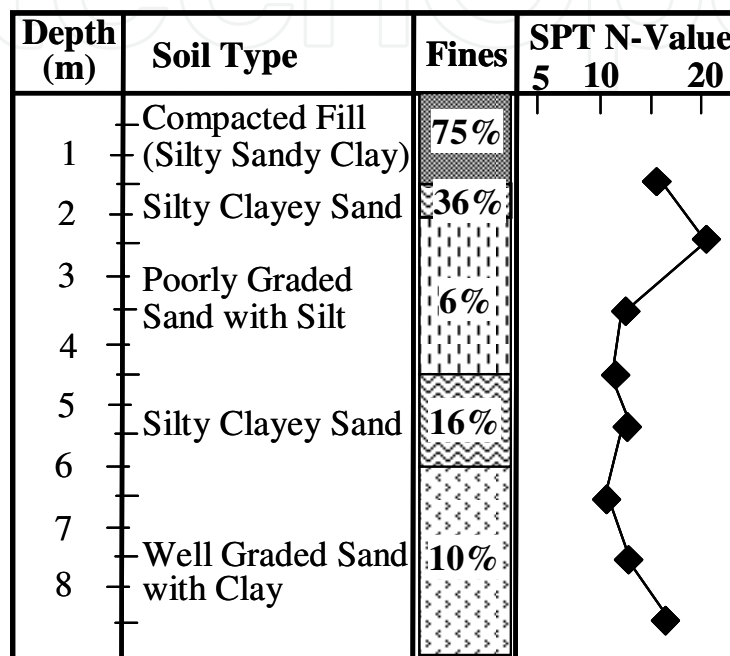 Depth (m)
Soil Type
Fines
SPT N-Value
5 10 20
Compacted Fill
75%
1
(Silty Sandy Clay)
2
Silty Clayey Sand
36%
3
Poorly Graded
6%
Sand with Silt
4
5
Silty Clayey Sand
16%
6
7
Well Graded Sand
10%
8
with Clay